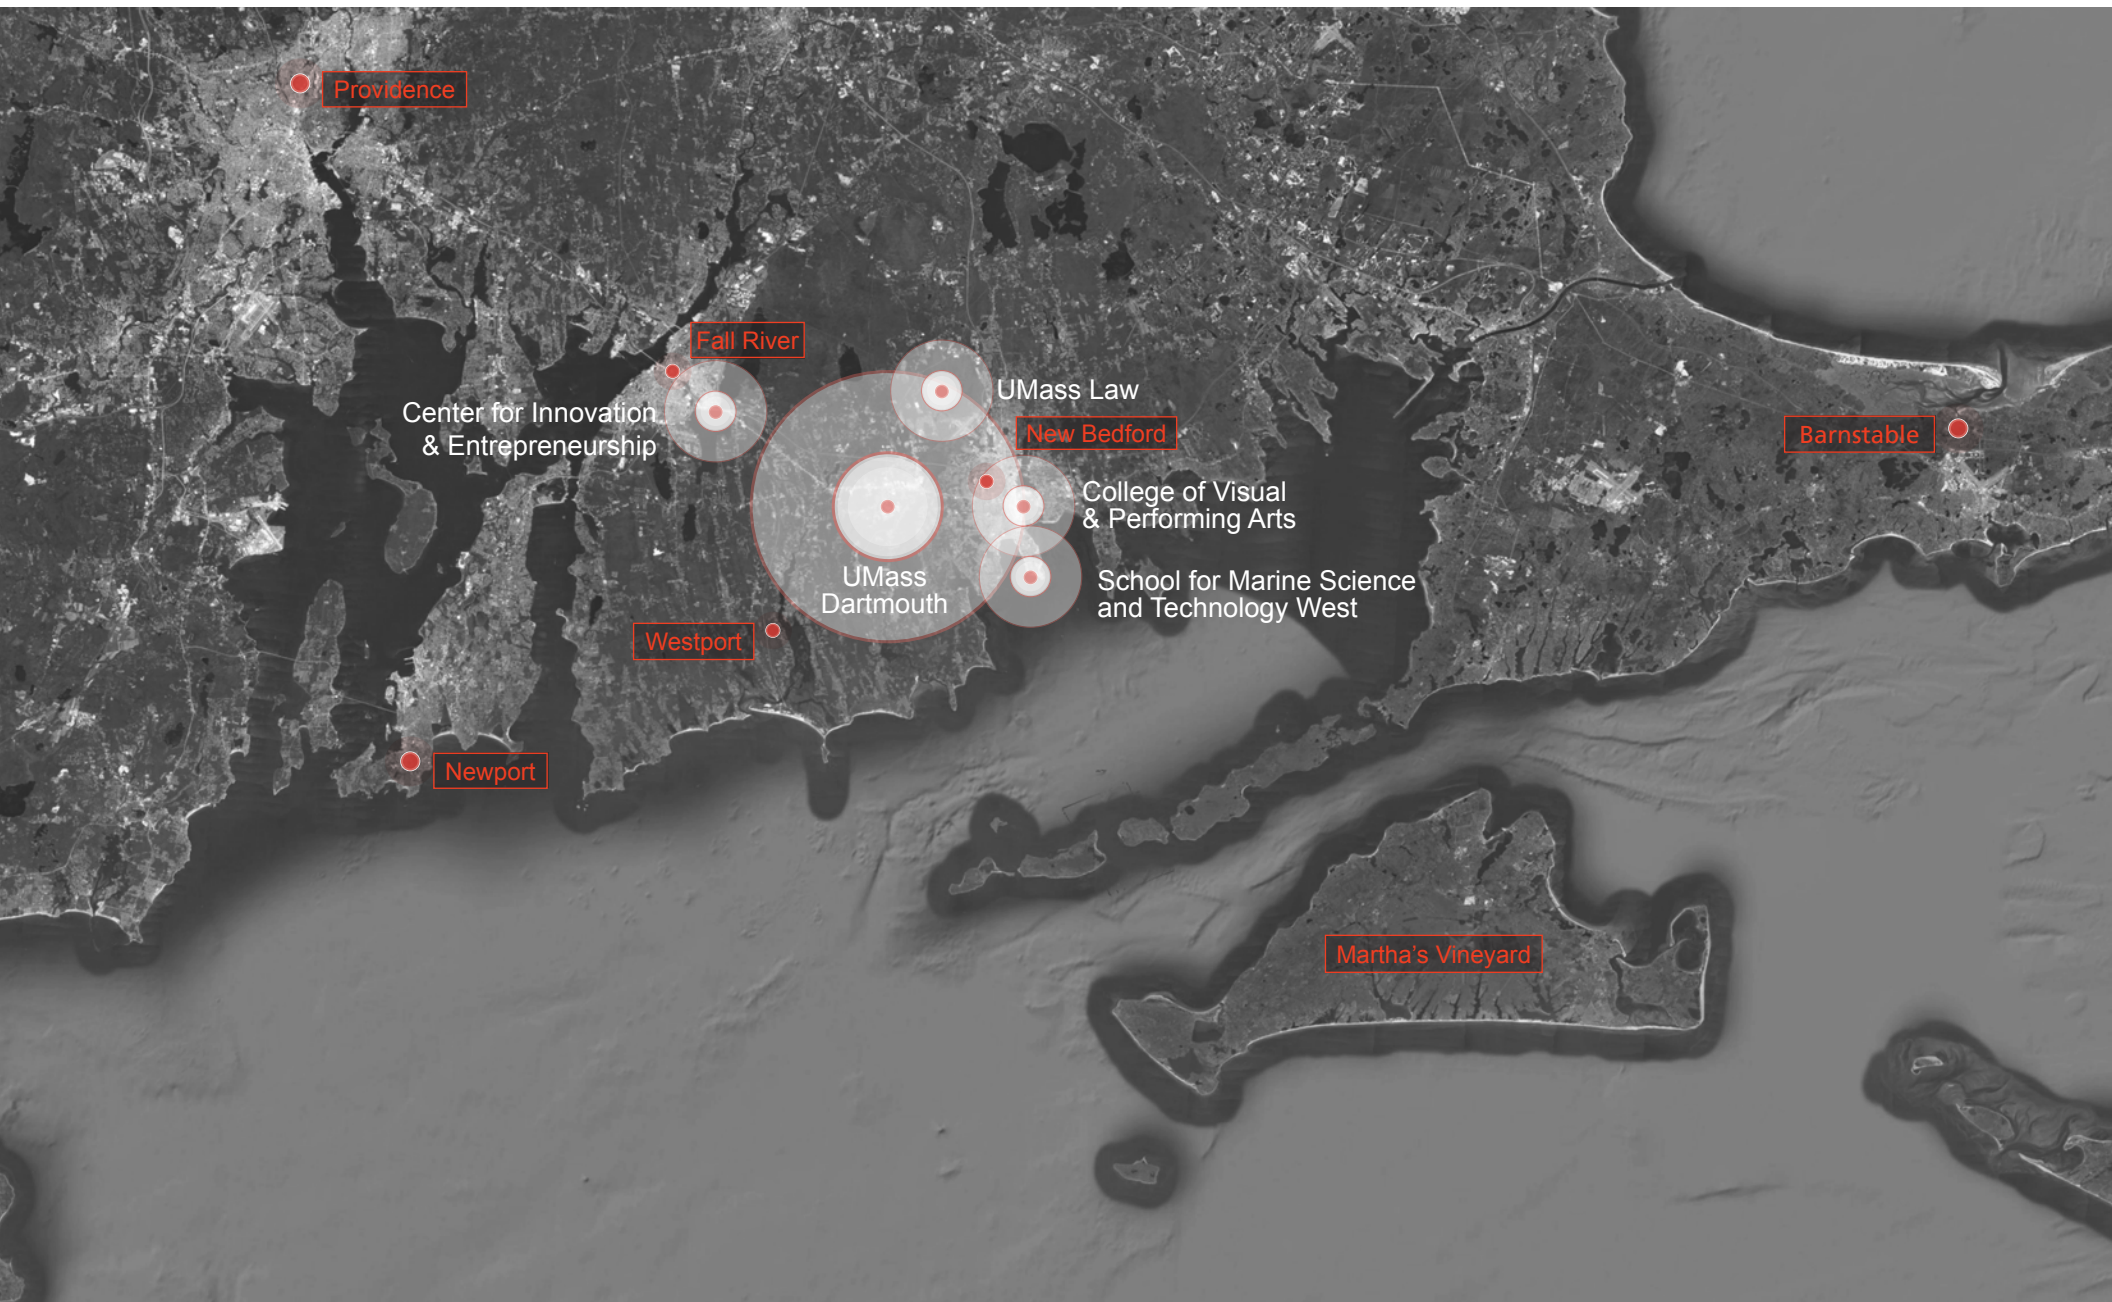 Providence
Fall River
Center for Innovation
& Entrepreneurship
UMass Law
New Bedford
Barnstable
College of Visual
& Performing Arts
UMass
Dartmouth
School for Marine Science
and Technology West
Westport
Newport
Martha’s Vineyard